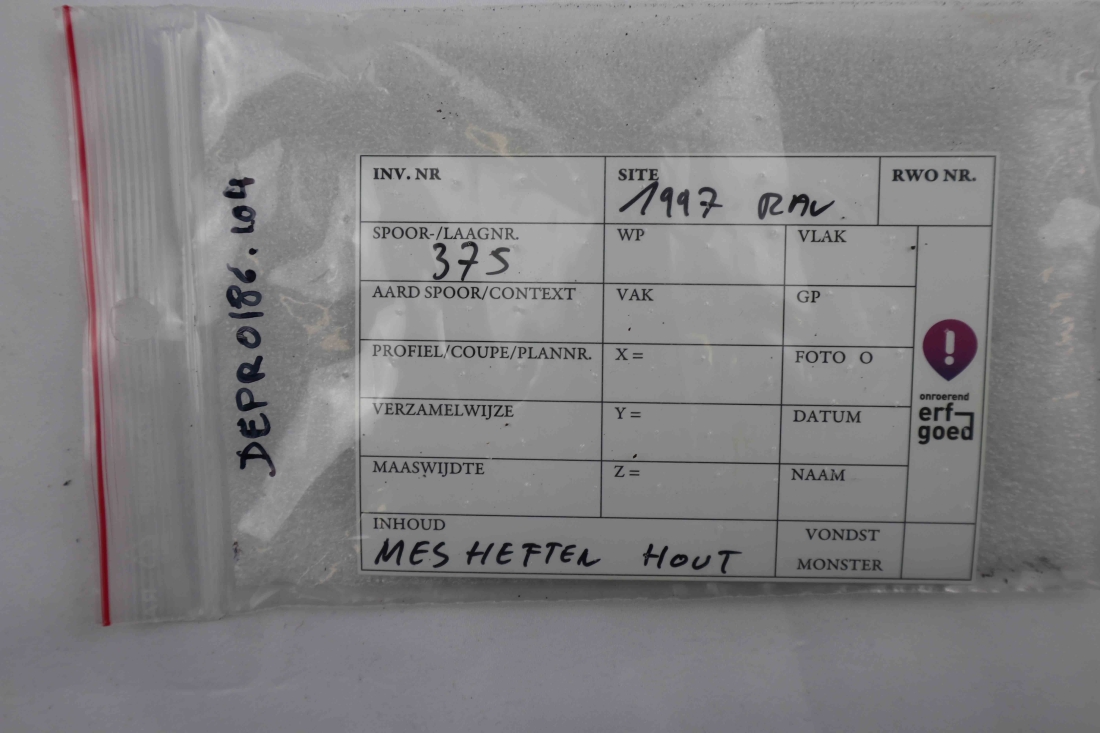 DEPRO186.104
INV. NR
SITE
1997 RAV.
RWO NR.
SPOOR-/LAAGNR.
375
WP
VLAK
AARD SPOOR/CONTEXT
VAK
GP
PROFIEL/COUPE/PLANNR.
X =
FOTO O
VERZAMELWIJZE
Y =
DATUM
MAASWIJDTE
Z =
NAAM
INHOUD
MES HEFTEN HOUT
VONDST
MONSTER
onroerend
erf
goed